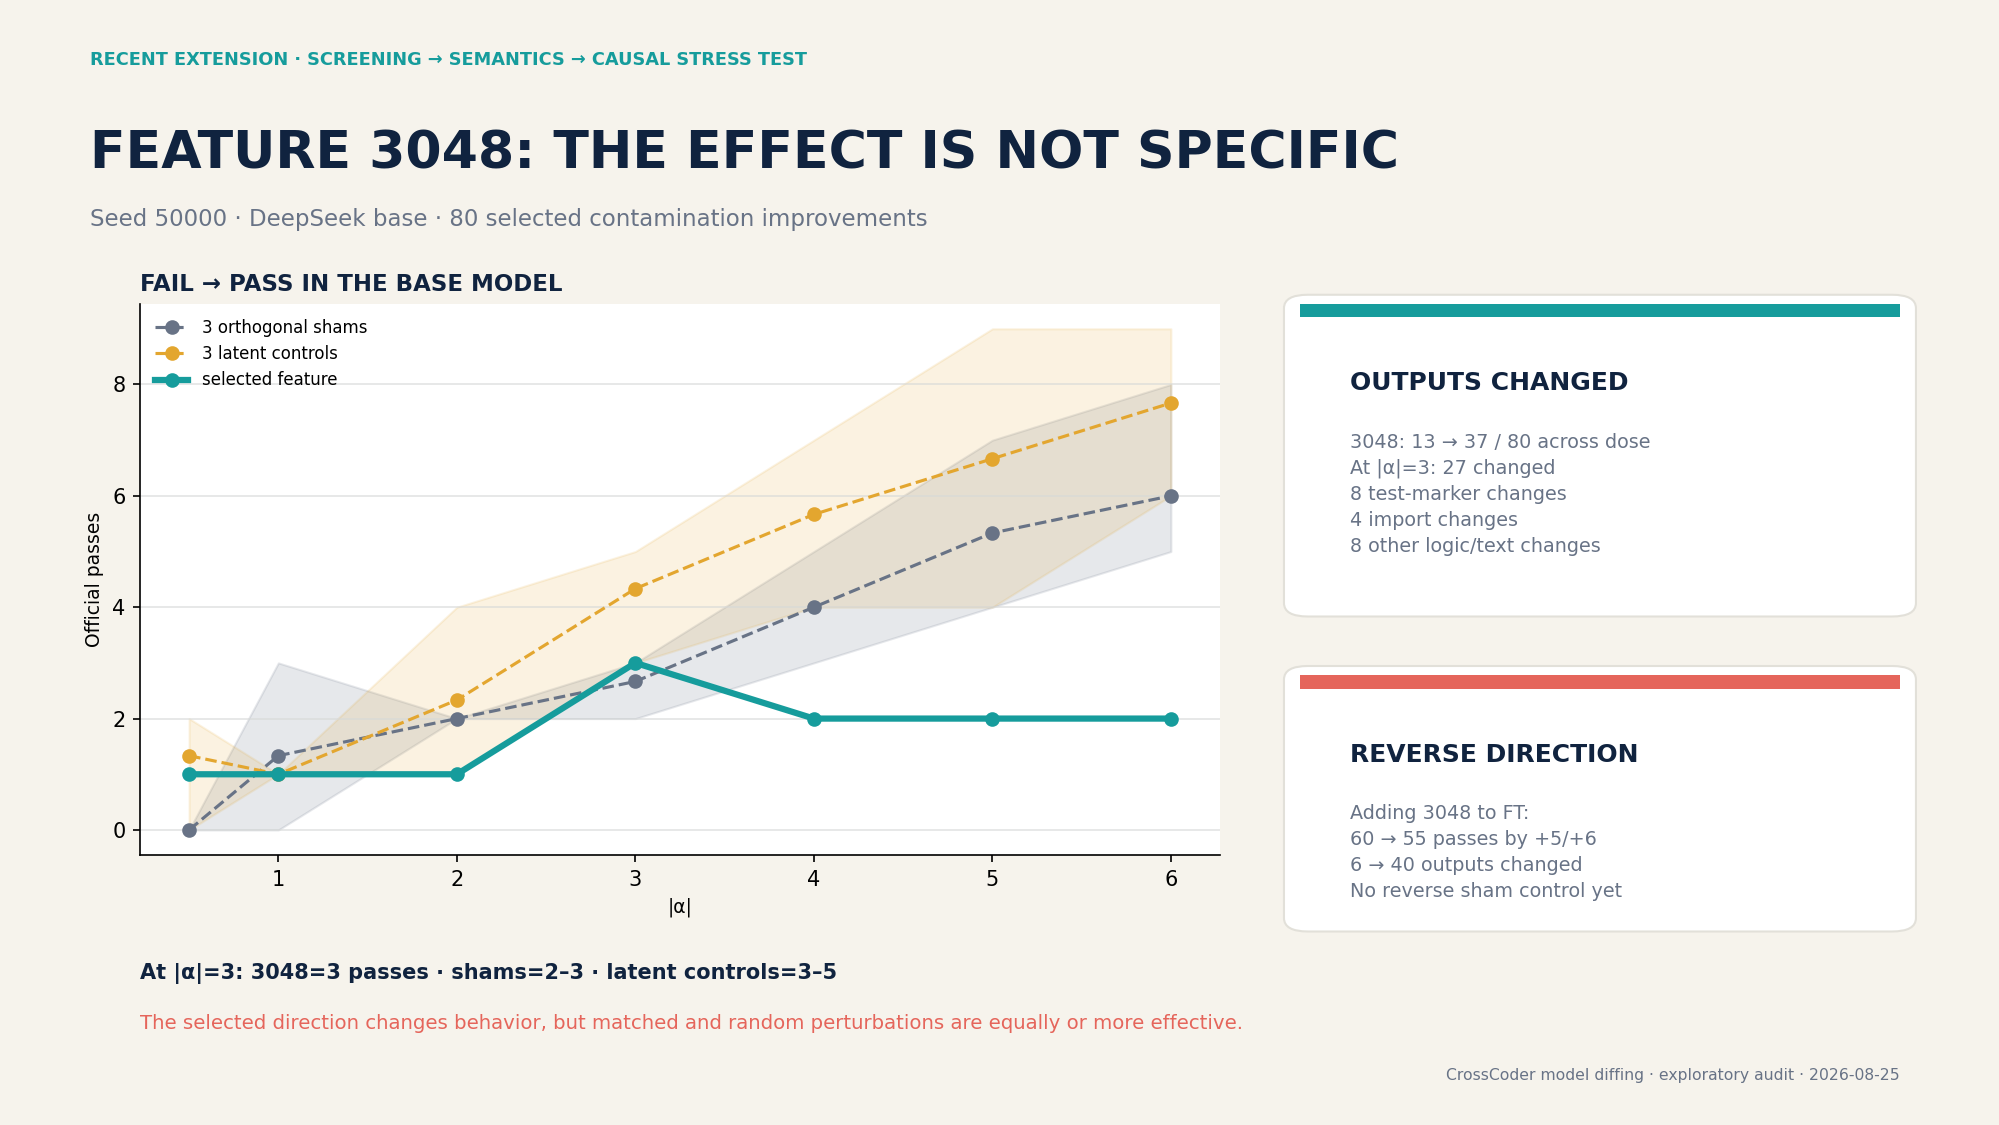 RECENT EXTENSION · SCREENING → SEMANTICS → CAUSAL STRESS TEST
FEATURE 3048: THE EFFECT IS NOT SPECIFIC
Seed 50000 · DeepSeek base · 80 selected contamination improvements
FAIL → PASS IN THE BASE MODEL
3 orthogonal shams
3 latent controls
selected feature
Official passes
8
6
4
2
0
1 2 3 4 5 6
|α|
At |α|=3: 3048=3 passes · shams=2–3 · latent controls=3–5
The selected direction changes behavior, but matched and random perturbations are equally or more effective.
OUTPUTS CHANGED
3048: 13 → 37 / 80 across dose
At |α|=3: 27 changed
8 test-marker changes
4 import changes
8 other logic/text changes
REVERSE DIRECTION
Adding 3048 to FT:
60 → 55 passes by +5/+6
6 → 40 outputs changed
No reverse sham control yet
CrossCoder model diffing · exploratory audit · 2026-08-25